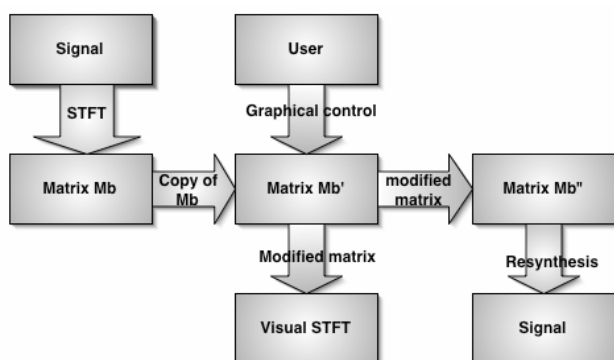 Signal
User
STFT
Graphical control
Matrix Mb
Copy of
Mb
Matrix Mb'
modified
matrix
Matrix Mb"
Modified matrix
Resynthesis
Visual STFT
Signal